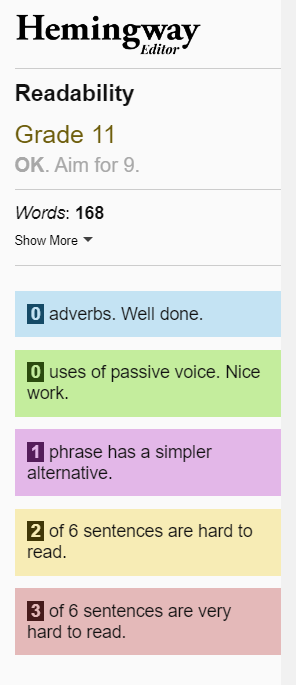 Hemingway
Editor
Readability
Grade 11
OK. Aim for 9.
Words: 168
Show More
0 adverbs. Well done.
0 uses of passive voice. Nice
work.
1 phrase has a simpler
alternative.
2 of 6 sentences are hard to
read.
3 of 6 sentences are very
hard to read.